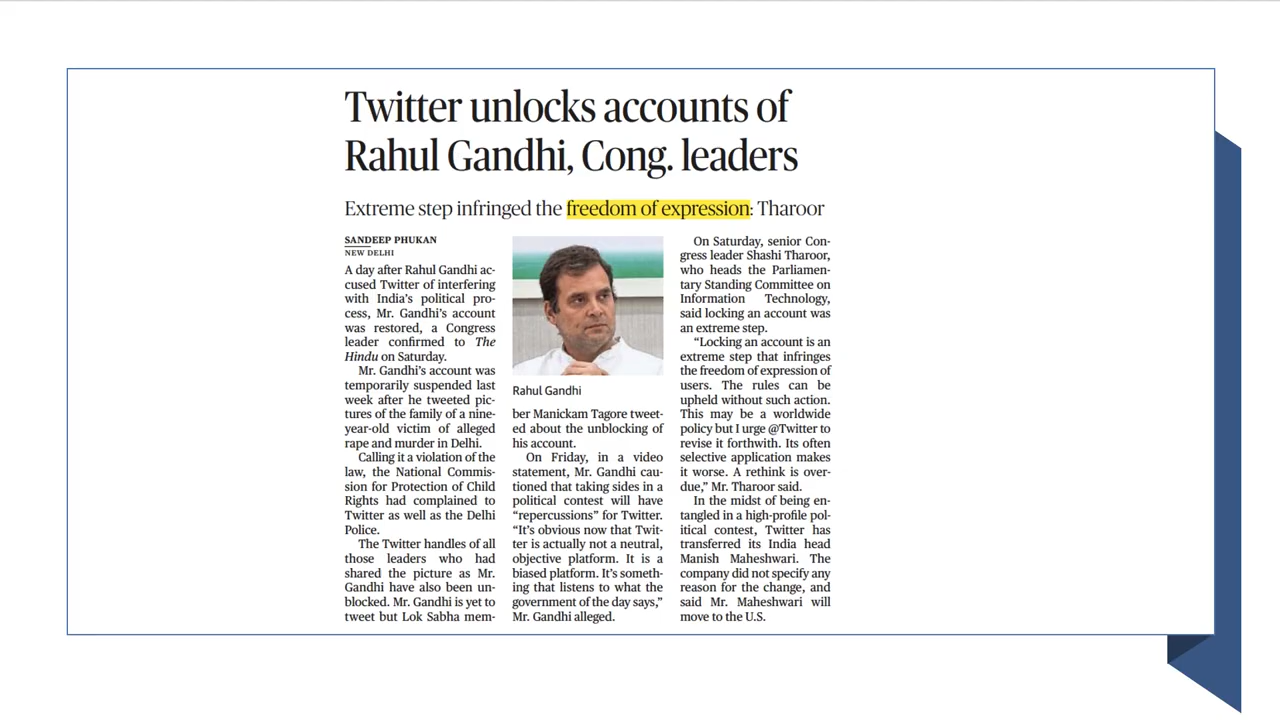 Twitter unlocks accounts of
Rahul Gandhi, Cong. leaders
Extreme step infringed the freedom of expression: Tharoor
SANDEEP PHUKAN
NEW DELHI
A day after Rahul Gandhi ac-
cused Twitter of interfering
with India's political pro-
cess, Mr. Gandhi's account
was restored, a Congress
leader confirmed to The
Hindu on Saturday.
Mr. Gandhi's account was
temporarily suspended last
week after he tweeted pic-
tures of the family of a nine-
year-old victim of alleged
rape and murder in Delhi.
Calling it a violation of the
law, the National Commis-
sion for Protection of Child
Rights had complained to
Twitter as well as the Delhi
Police.
The Twitter handles of all
those leaders who had
shared the picture as Mr.
Gandhi have also been un-
blocked. Mr. Gandhi is yet to
tweet but Lok Sabha mem-
Rahul Gandhi
ber Manickam Tagore tweet-
ed about the unblocking of
his account.
On Friday, in a video
statement, Mr. Gandhi cau-
tioned that taking sides in a
political contest will have
"repercussions" for Twitter.
"It's obvious now that Twit-
ter is actually not a neutral,
objective platform. It is a
biased platform. It's someth-
ing that listens to what the
government of the day says,"
Mr. Gandhi alleged.
On Saturday, senior Con-
gress leader Shashi Tharoor,
who heads the Parliamen-
tary Standing Committee on
Information Technology,
said locking an account was
an extreme step.
"Locking an account is an
extreme step that infringes
the freedom of expression of
users. The rules can be
upheld without such action.
This may be a worldwide
policy but I urge @Twitter to
revise it forthwith. Its often
selective application makes
it worse. A rethink is over-
due," Mr. Tharoor said.
In the midst of being en-
tangled in a high-profile pol-
itical contest, Twitter has
transferred its India head
Manish Maheshwari. The
company did not specify any
reason for the change, and
said Mr. Maheshwari will
move to the U.S.